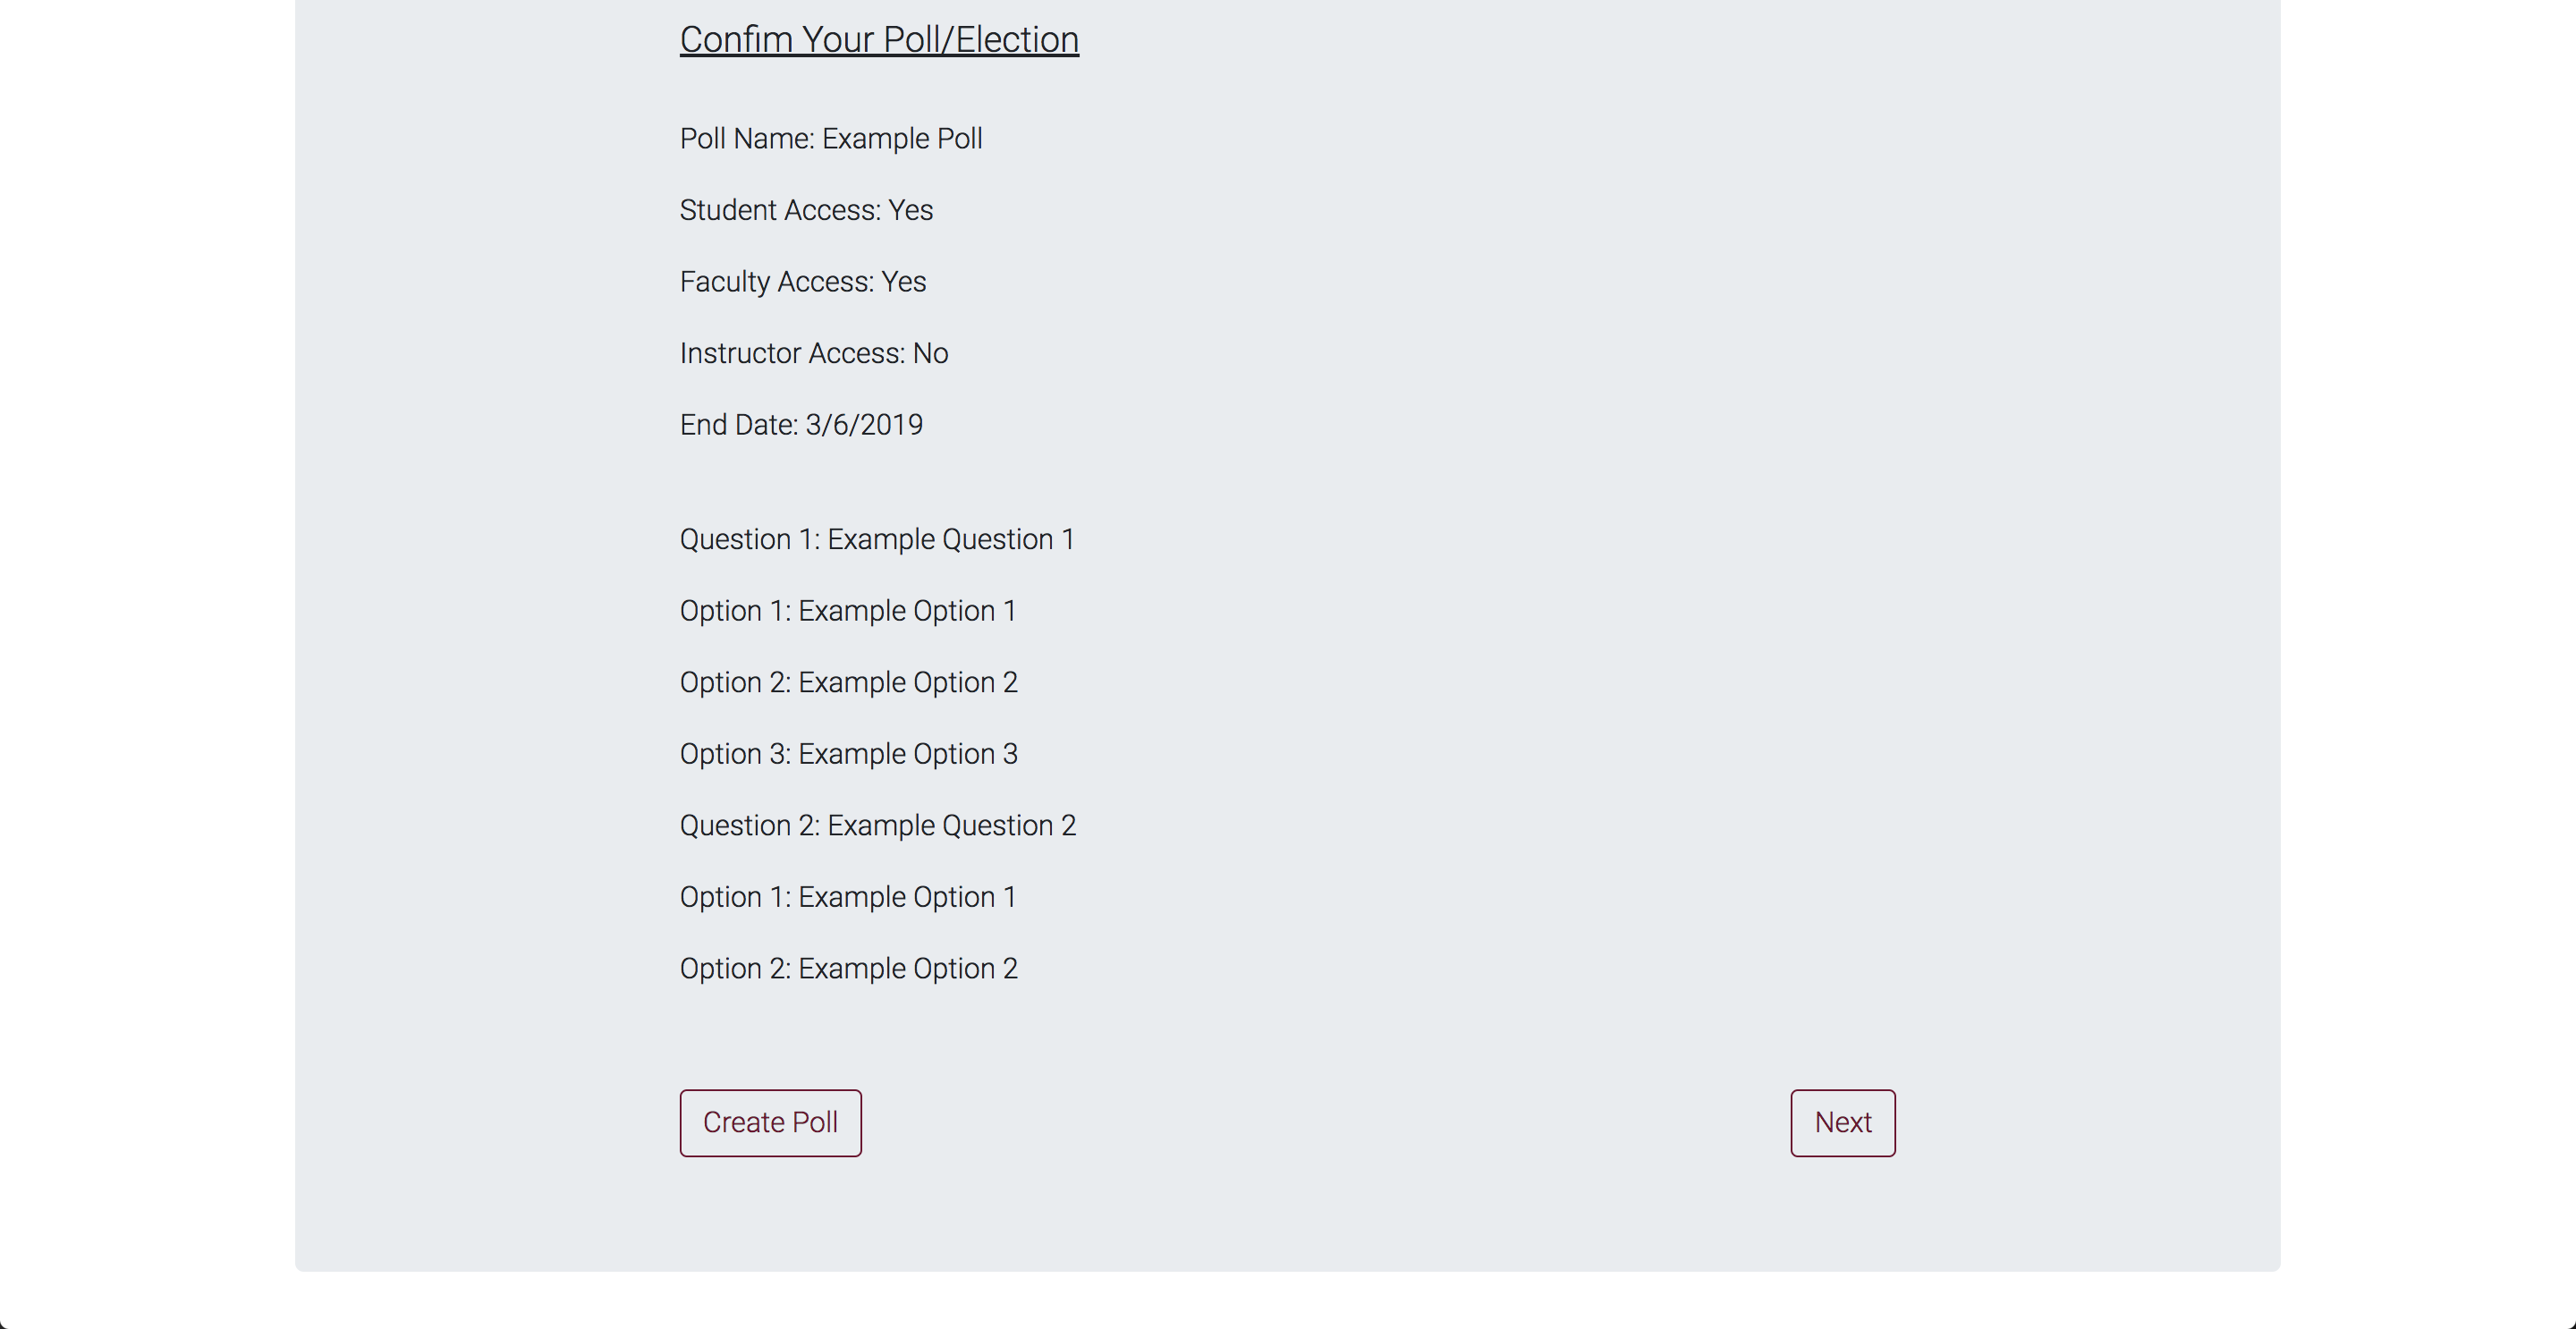 Confim Your Poll/Election
Poll Name: Example Poll
Student Access: Yes
Faculty Access: Yes
Instructor Access: No
End Date: 3/6/2019
Question 1: Example Question 1
Option 1: Example Option 1
Option 2: Example Option 2
Option 3: Example Option 3
Question 2: Example Question 2
Option 1: Example Option 1
Option 2: Example Option 2
Create Poll
Next